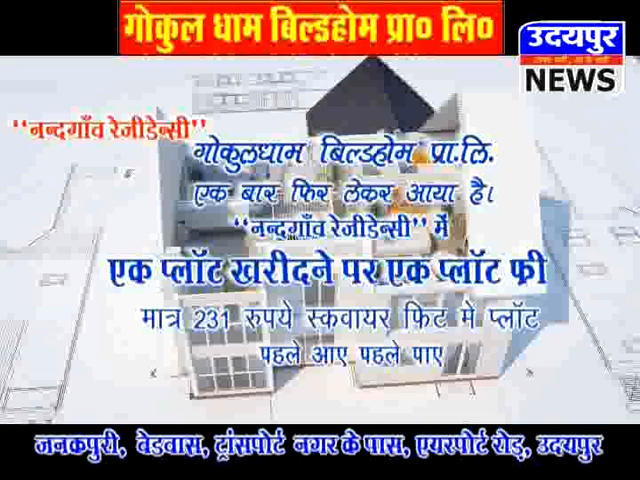 गोकुल धाम बिल्डहोम प्रा० लि०
उदयपुर
NEWS
"नन्दगाँव रेजीडेन्सी"
गोकुलधाम बिल्डहोम प्रा.लि.
एक बार फिर लेकर आया है।
"नन्दगाँव रेजीडेन्सी" में
एक प्लॉट खरीदने पर एक प्लॉट फ्री
मात्र 231 रुपये स्कवायर फिट मे प्लॉट
पहले आए पहले पाए
जनकपुरी, बेडवास, ट्रांसपोर्ट नगर के पास, एयरपोर्ट रोड़, उदयपुर